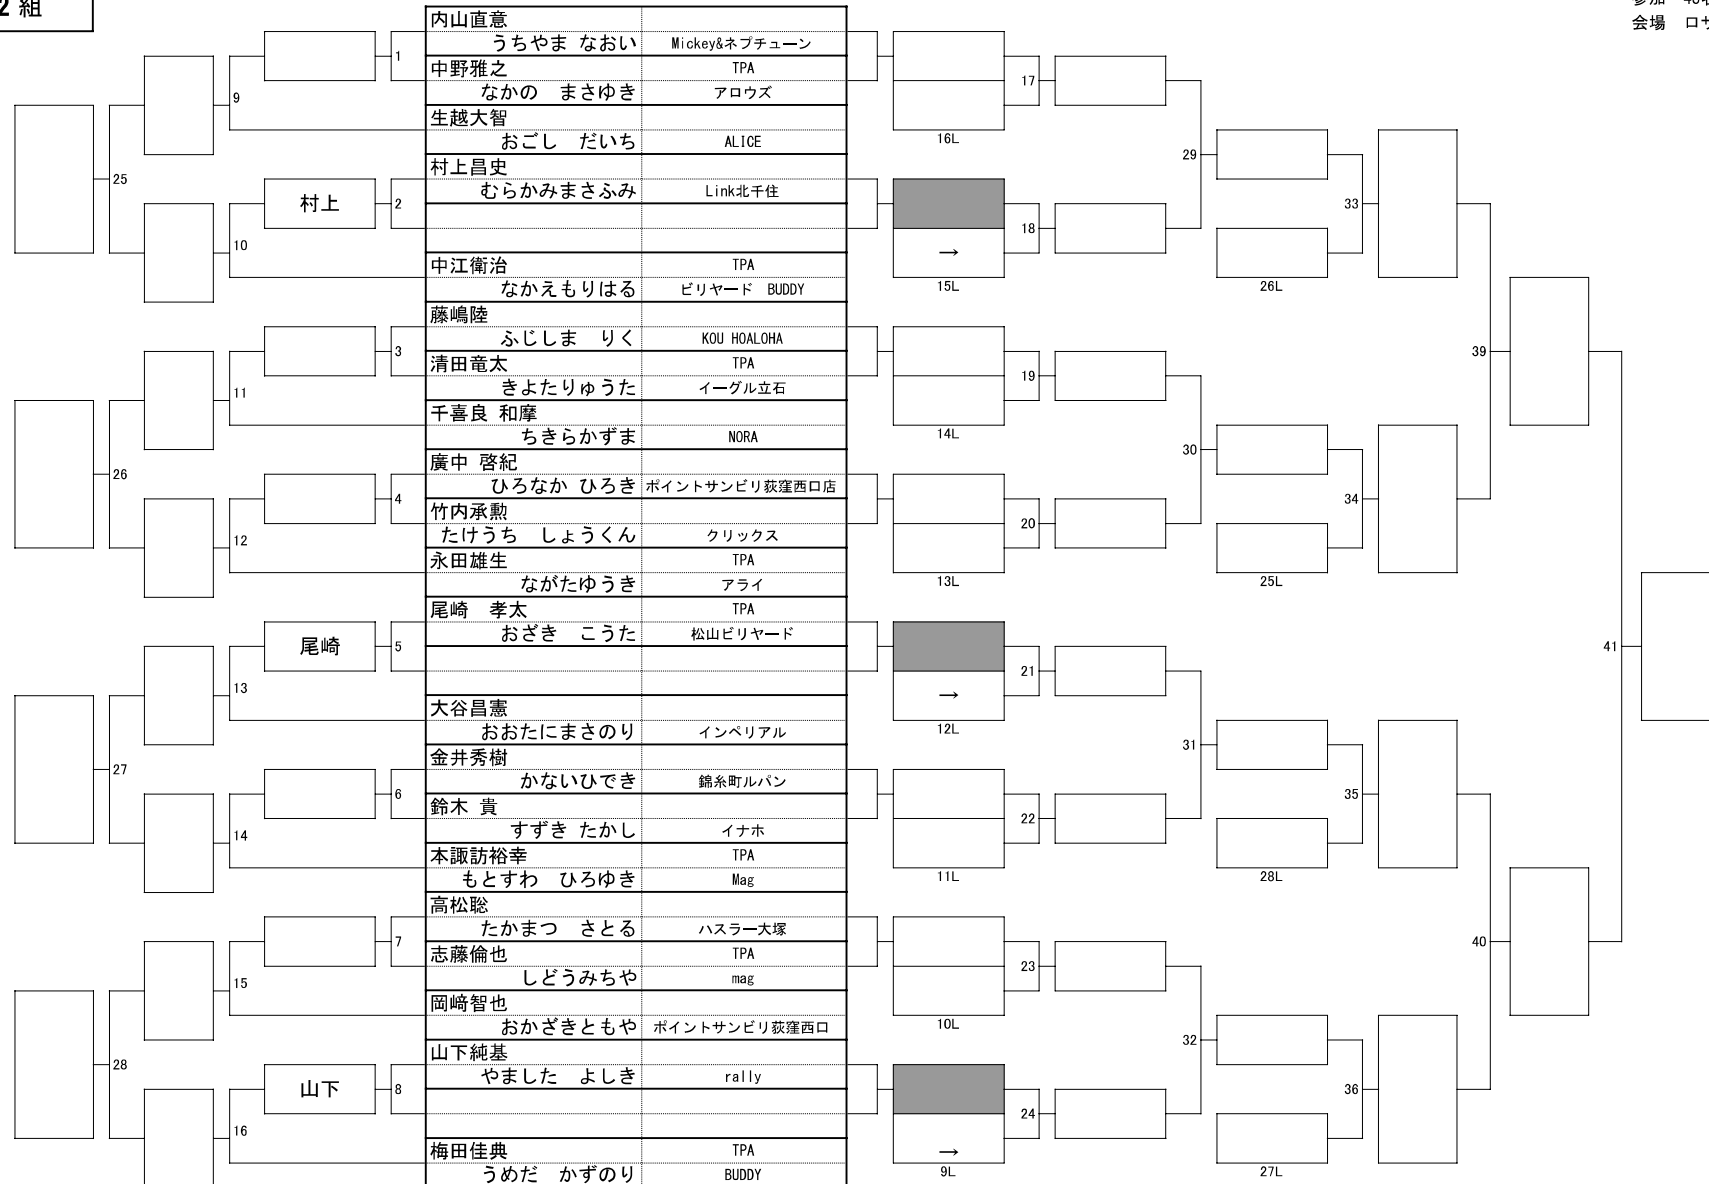 2 組
参加
会場
内山直意
うちやま なおい Mickey&ネプチューン
中野雅之 TPA
なかの まさゆき アロウズ
生越大智
おごし だいち ALICE
村上昌史
むらかみまさふみ Link北千住
中江衛治 TPA
なかえもりはる ビリヤード BUDDY
藤嶋陸
ふじしま りく KOU HOALOHA
清田竜太 TPA
きよたりゅうた イーグル立石
千喜良 和摩
ちきらかずま NORA
廣中 啓紀
ひろなか ひろき ポイントサンビリ荻窪西口店
竹内承勲
たけうち しょうくん クリックス
永田雄生 TPA
ながたゆうき アライ
尾崎 孝太 TPA
おざき こうた 松山ビリヤード
大谷昌憲
おおたにまさのり インペリアル
金井秀樹
かないひでき 錦糸町ルパン
鈴木 貴
すずき たかし イナホ
本諏訪裕幸 TPA
もとすわ ひろゆき Mag
高松聡
たかまつ さとる ハスラー大塚
志藤倫也 TPA
しどうみちや mag
岡﨑智也
おかざきともや ポイントサンビリ荻窪西口
山下純基
やました よしき rally
梅田佳典 TPA
うめだ かずのり BUDDY
1
村上 2
3
4
尾崎 5
6
7
山下 8
9
10
11
12
13
14
15
16
25
26
27
28
16L
→
15L
14L
13L
→
12L
11L
10L
→
9L
17
18
19
20
21
22
23
24
29
30
31
32
26L
25L
28L
27L
33
34
35
36
39
40
41